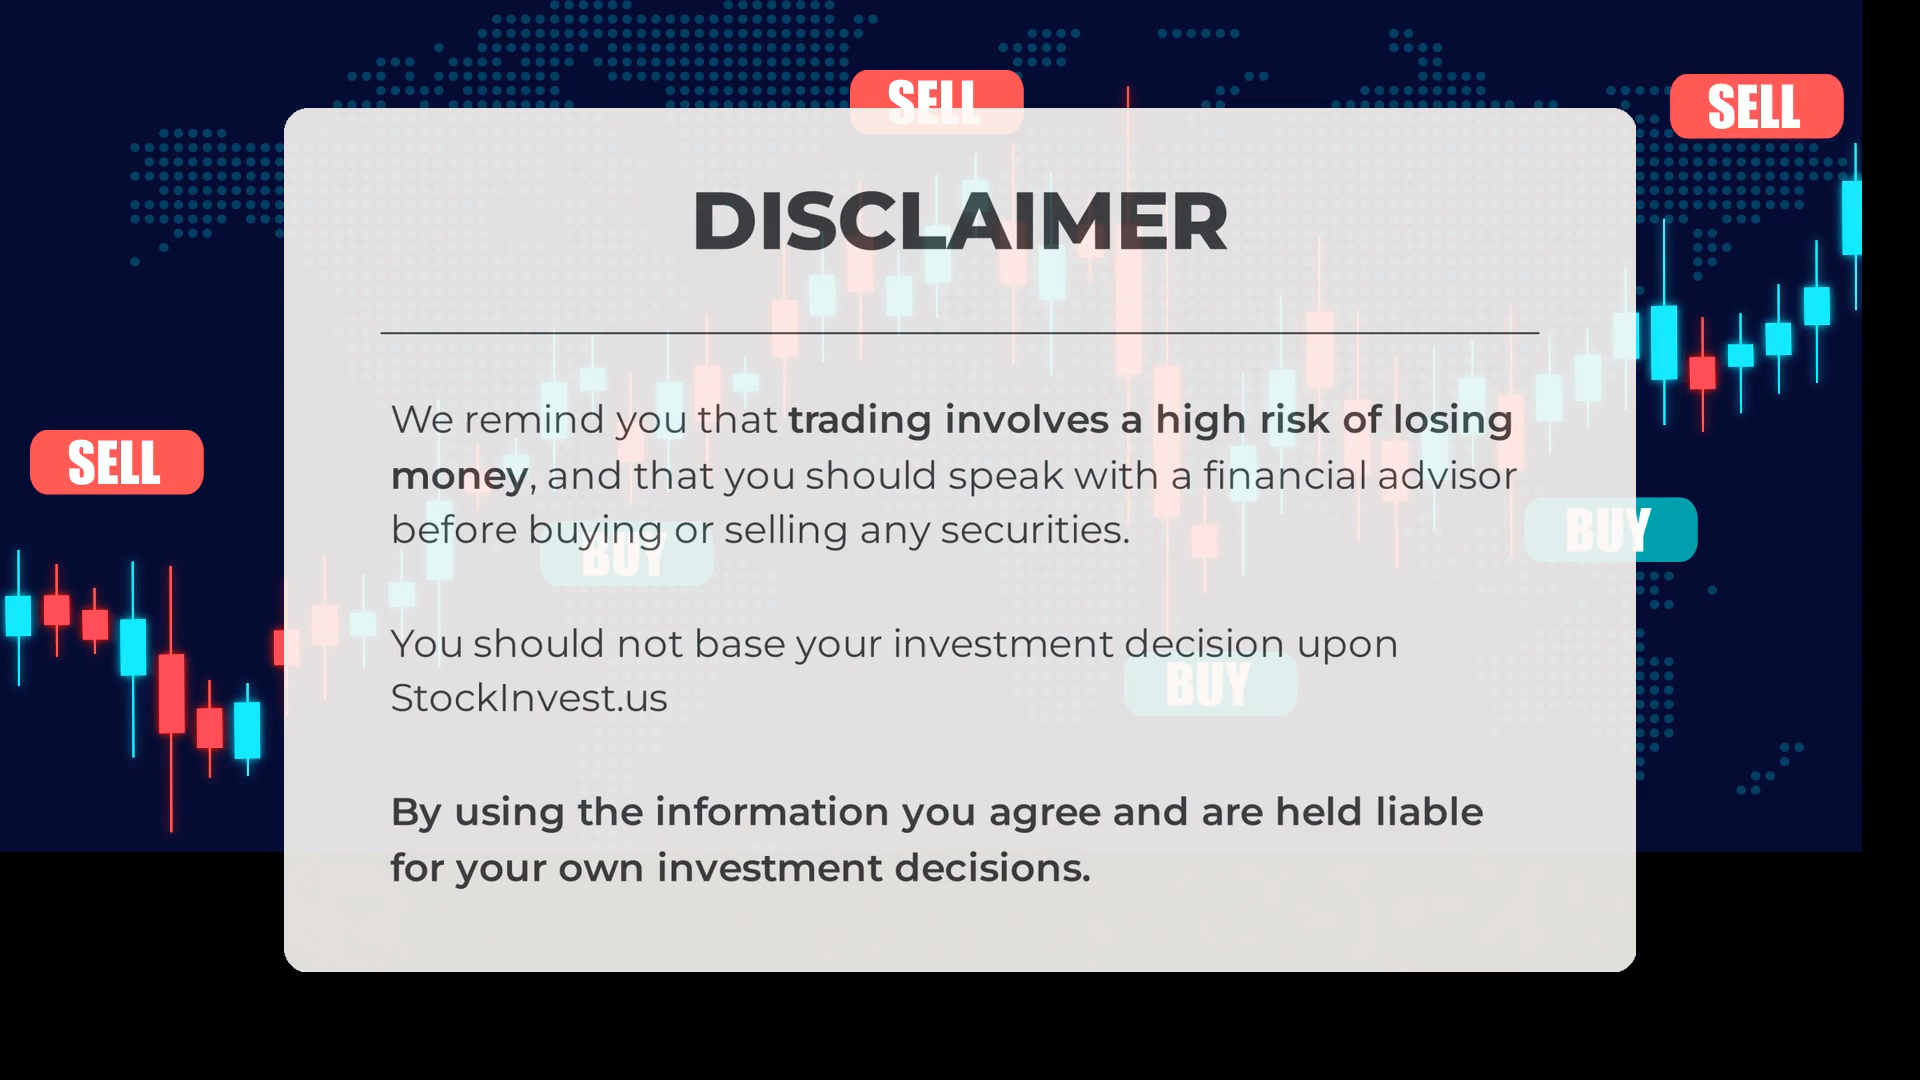 SELL
SELL
DISCLAIMER
We remind you that trading involves a high risk of losing
money, and that you should speak with a financial advisor
before buying or selling any securities.
SELL
BUY
BUY
You should not base your investment decision upon
StockInvest.us
BUY
By using the information you agree and are held liable
for your own investment decisions.